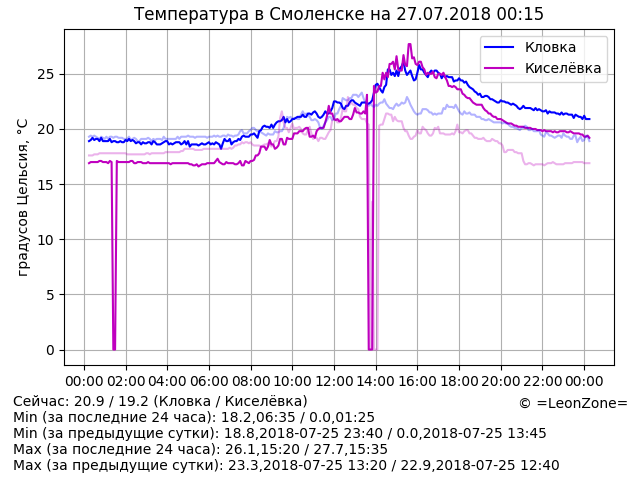 Температура в Смоленске на 27.07.2018 00:15
Кловка
Киселёвка
градусов Цельсия, °C
25
20
15
10
5
0
00:00 02:00 04:00 06:00 08:00 10:00 12:00 14:00 16:00 18:00 20:00 22:00 00:00
Сейчас: 20.9 / 19.2 (Кловка / Киселёвка)
© =LeonZone=
Min (за последние 24 часа): 18.2,06:35 / 0.0,01:25
Min (за предыдущие сутки): 18.8,2018-07-25 23:40 / 0.0,2018-07-25 13:45
Max (за последние 24 часа): 26.1,15:20 / 27.7,15:35
Max (за предыдущие сутки): 23.3,2018-07-25 13:20 / 22.9,2018-07-25 12:40